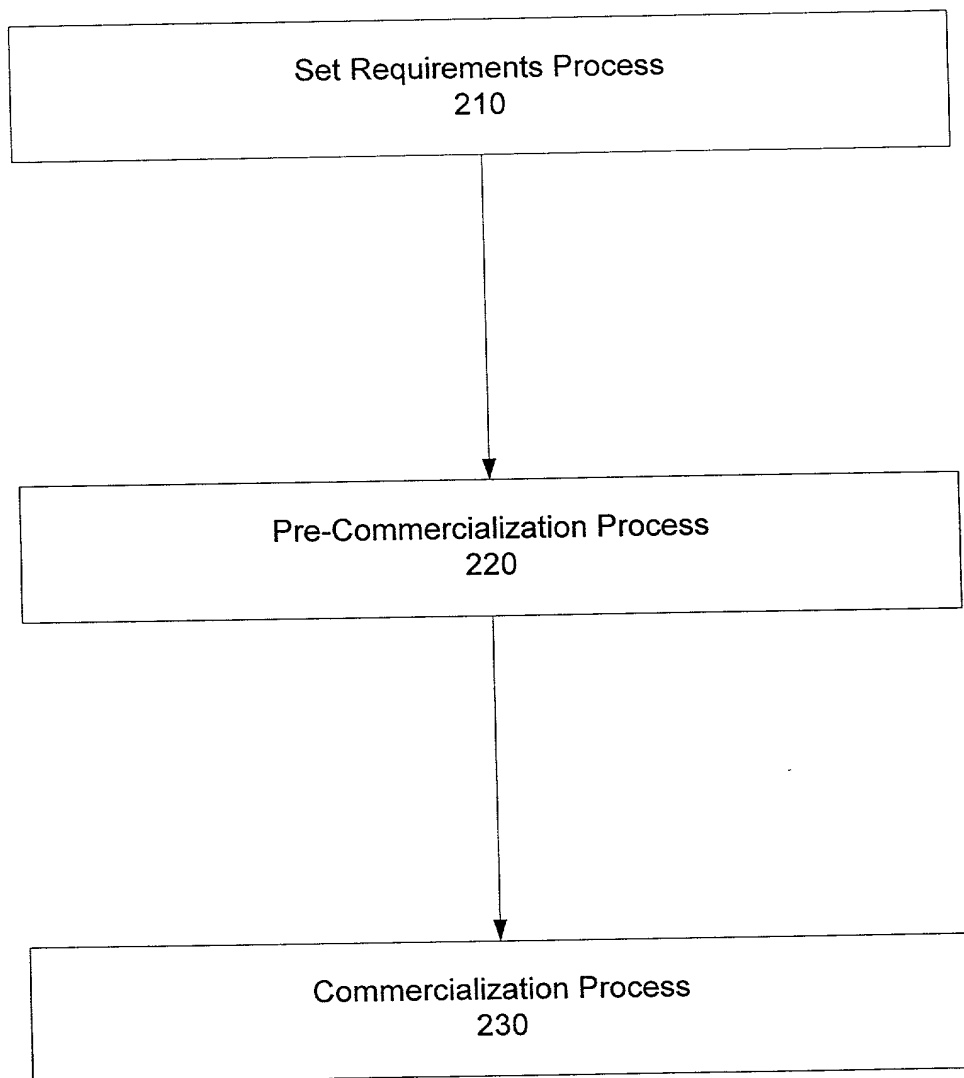 Set Requirements Process
210
Pre-Commercialization Process
220
Commercialization Process
230